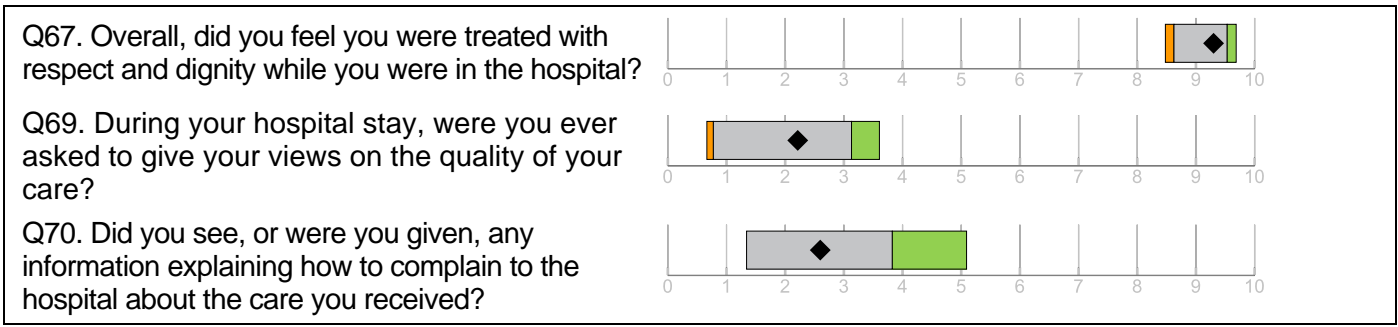 Q67. Overall, did you feel you were treated with
respect and dignity while you were in the hospital?
0 1 2 3 4 5 6 7 8 9 10
Q69. During your hospital stay, were you ever
asked to give your views on the quality of your
care?
0 1 2 3 4 5 6 7 8 9 10
Q70. Did you see, or were you given, any
information explaining how to complain to the
hospital about the care you received?
0 1 2 3 4 5 6 7 8 9 10